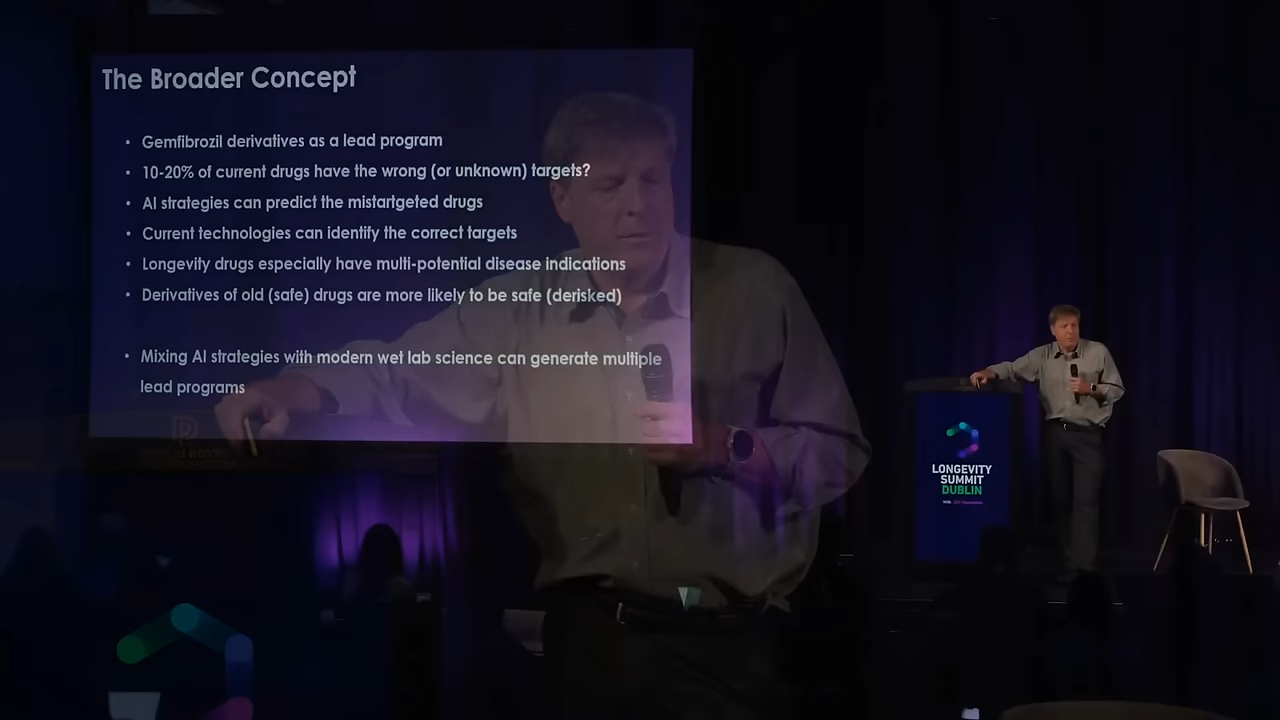 The Broader Concept
• Gemfibrozil derivatives as a lead program
• 10-20% of current drugs have the wrong (or unknown) targets?
• AI strategies can predict the mistartgeted drugs
• Current technologies can identify the correct targets
• Longevity drugs especially have multi-potential disease indications
• Derivatives of old (safe) drugs are more likely to be safe (derisked)
• Mixing AI strategies with modern wet lab science can generate multiple
lead programs
LONGEVITY
SUMMIT
DUBLIN